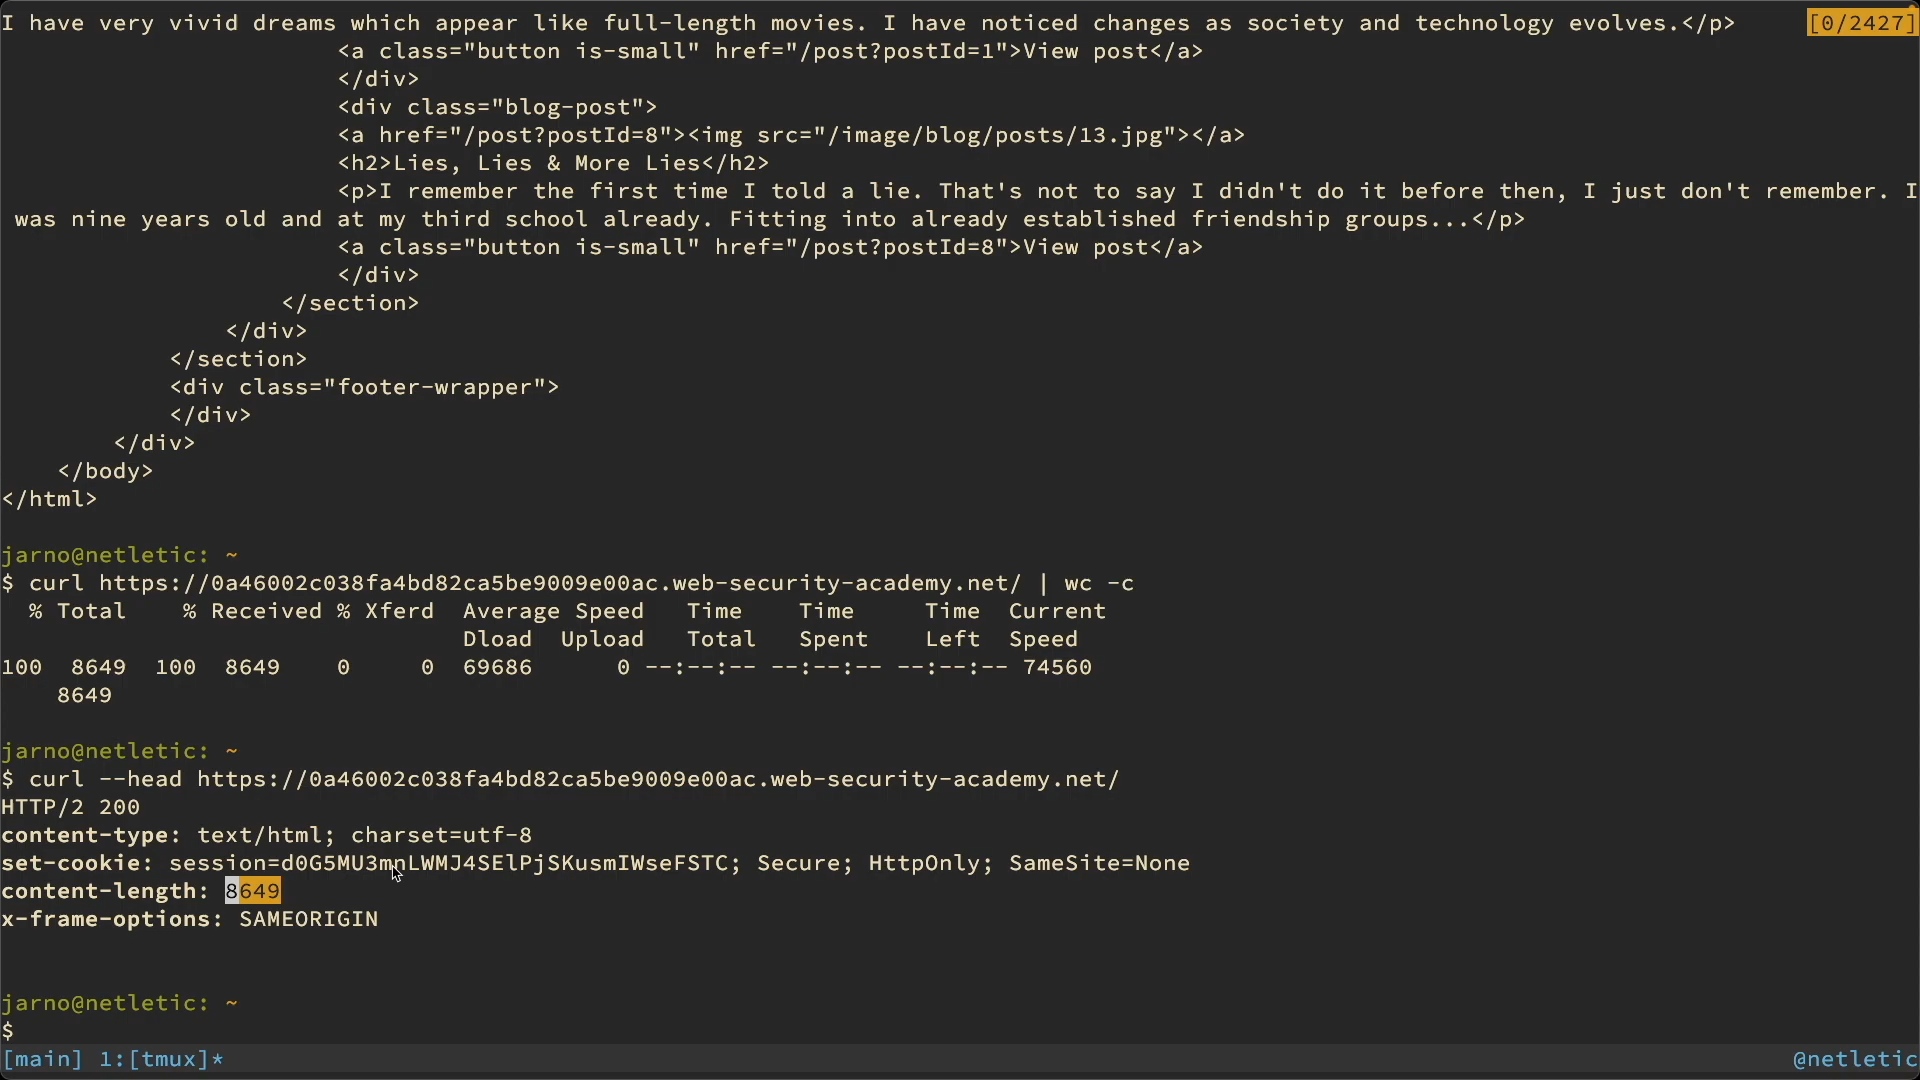 I have very vivid dreams which appear like full-length movies. I have noticed changes as society and technology evolves.</p> [0/2427]
<a class="button is-small" href="/post?postId=1">View post</a>
</div>
<div class="blog-post">
<a href="/post?postId=8"><img src="/image/blog/posts/13.jpg"></a>
<h2>Lies, Lies & More Lies</h2>
<p>I remember the first time I told a lie. That's not to say I didn't do it before then, I just don't remember. I
was nine years old and at my third school already. Fitting into already established friendship groups...</p>
<a class="button is-small" href="/post?postId=8">View post</a>
</div>
</section>
</div>
</section>
<div class="footer-wrapper">
</div>
</div>
</body>
</html>
jarno@netletic: ~
$ curl https://0a46002c038fa4bd82ca5be9009e00ac.web-security-academy.net/ | wc -c
% Total % Received % Xferd Average Speed Time Time Time Current
Dload Upload Total Spent Left Speed
100 8649 100 8649 0 0 69686 0 --:--:-- --:--:-- --:--:-- 74560
8649
jarno@netletic: ~
$ curl --head https://0a46002c038fa4bd82ca5be9009e00ac.web-security-academy.net/
HTTP/2 200
content-type: text/html; charset=utf-8
set-cookie: session=d0G5MU3mnLWMJ4SElPjSKusmIWseFSTC; Secure; HttpOnly; SameSite=None
content-length: 8649
x-frame-options: SAMEORIGIN
jarno@netletic: ~
$
[main] 1:[tmux]* @netletic